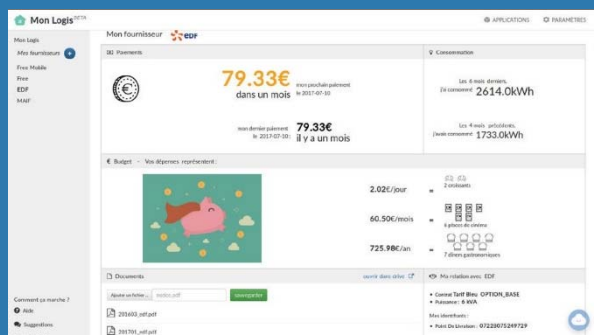 Mon Logis BETA
APPLICATIONS
PARAMETRES
Mon Logis
Mes fournisseurs
Free Mobile
Free
EDF
MAIF
Comment ça marche ?
Aide
Suggestions
Mon fournisseur EDF
Paiements
79.33€ mon prochain paiement
dans un mois le 2017-07-10
mon dernier paiement 79.33€
le 2017-07-10: il y a un mois
Consommation
Les 6 mois derniers,
j'ai consommé 2614.0kWh
Les 4 mois précédents,
j'avais consommé 1733.0kWh
€ Budget - Vos dépenses représentent :
2.02€/jour = 2 croissants
60.50€/mois = 6 places de cinéma
725.98€/an = 7 dîners gastronomiques
Documents
ouvrir dans drive
Ajoute un fichier ...
sauvegarder
201603_edf.pdf
201701_edf.pdf
Ma relation avec EDF
Contrat Tarif Bleu OPTION_BASE
Puissance : 6 kVA
Mes identifiants :
Point De Livraison : 07228075249729